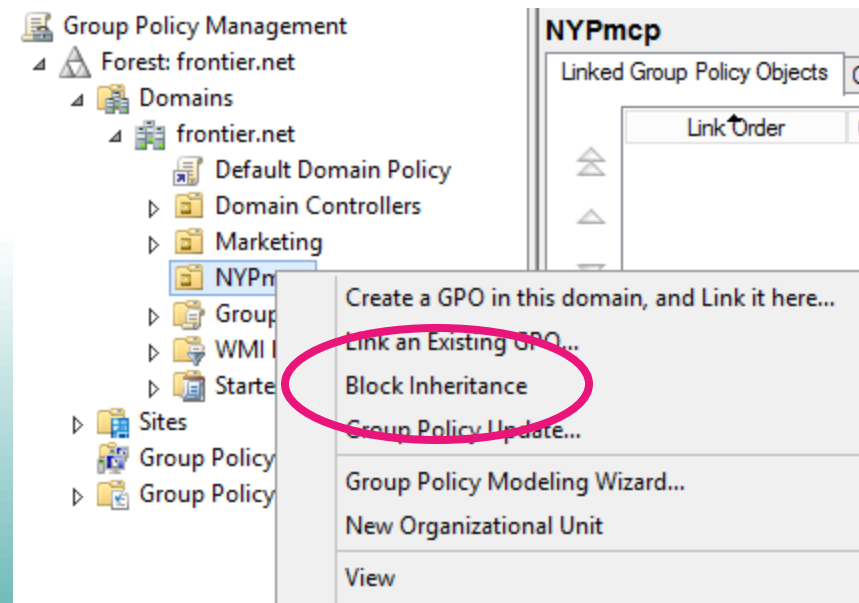 Group Policy Management
Forest: frontier.net
Domains
frontier.net
Default Domain Policy
Domain Controllers
Marketing
NYPm
Group
WMI
Starte
Sites
Group Policy
Group Policy
NYPmcp
Linked Group Policy Objects
Link Order
Create a GPO in this domain, and Link it here...
Link an Existing GPO...
Block Inheritance
Group Policy Update...
Group Policy Modeling Wizard...
New Organizational Unit
View